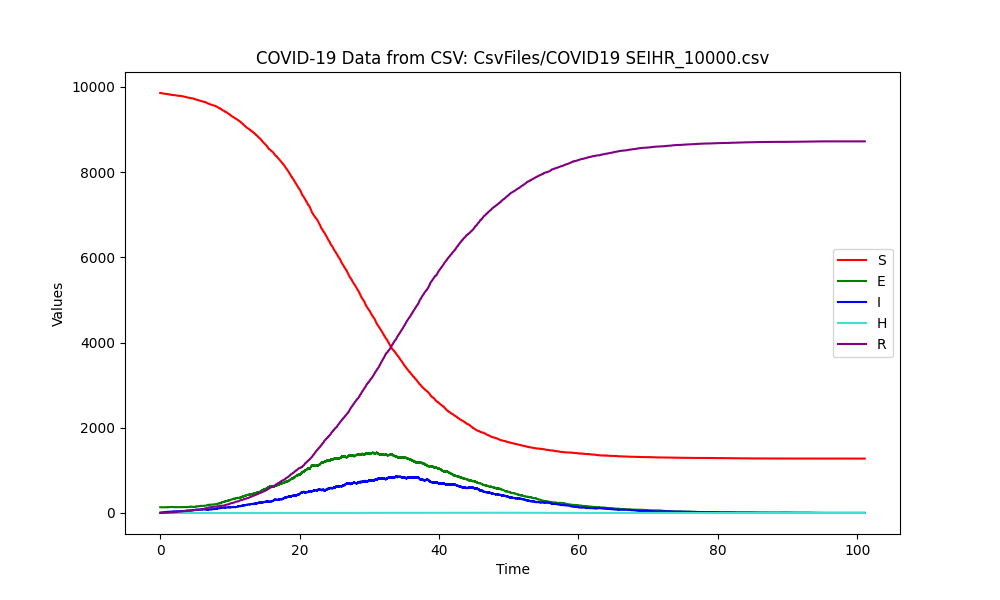 COVID-19 Data from CSV: CsvFiles/COVID19 SEIHR_10000.csv
10000
8000
6000
4000
2000
0
Values
S
E
I
H
R
0 20 40 60 80 100
Time